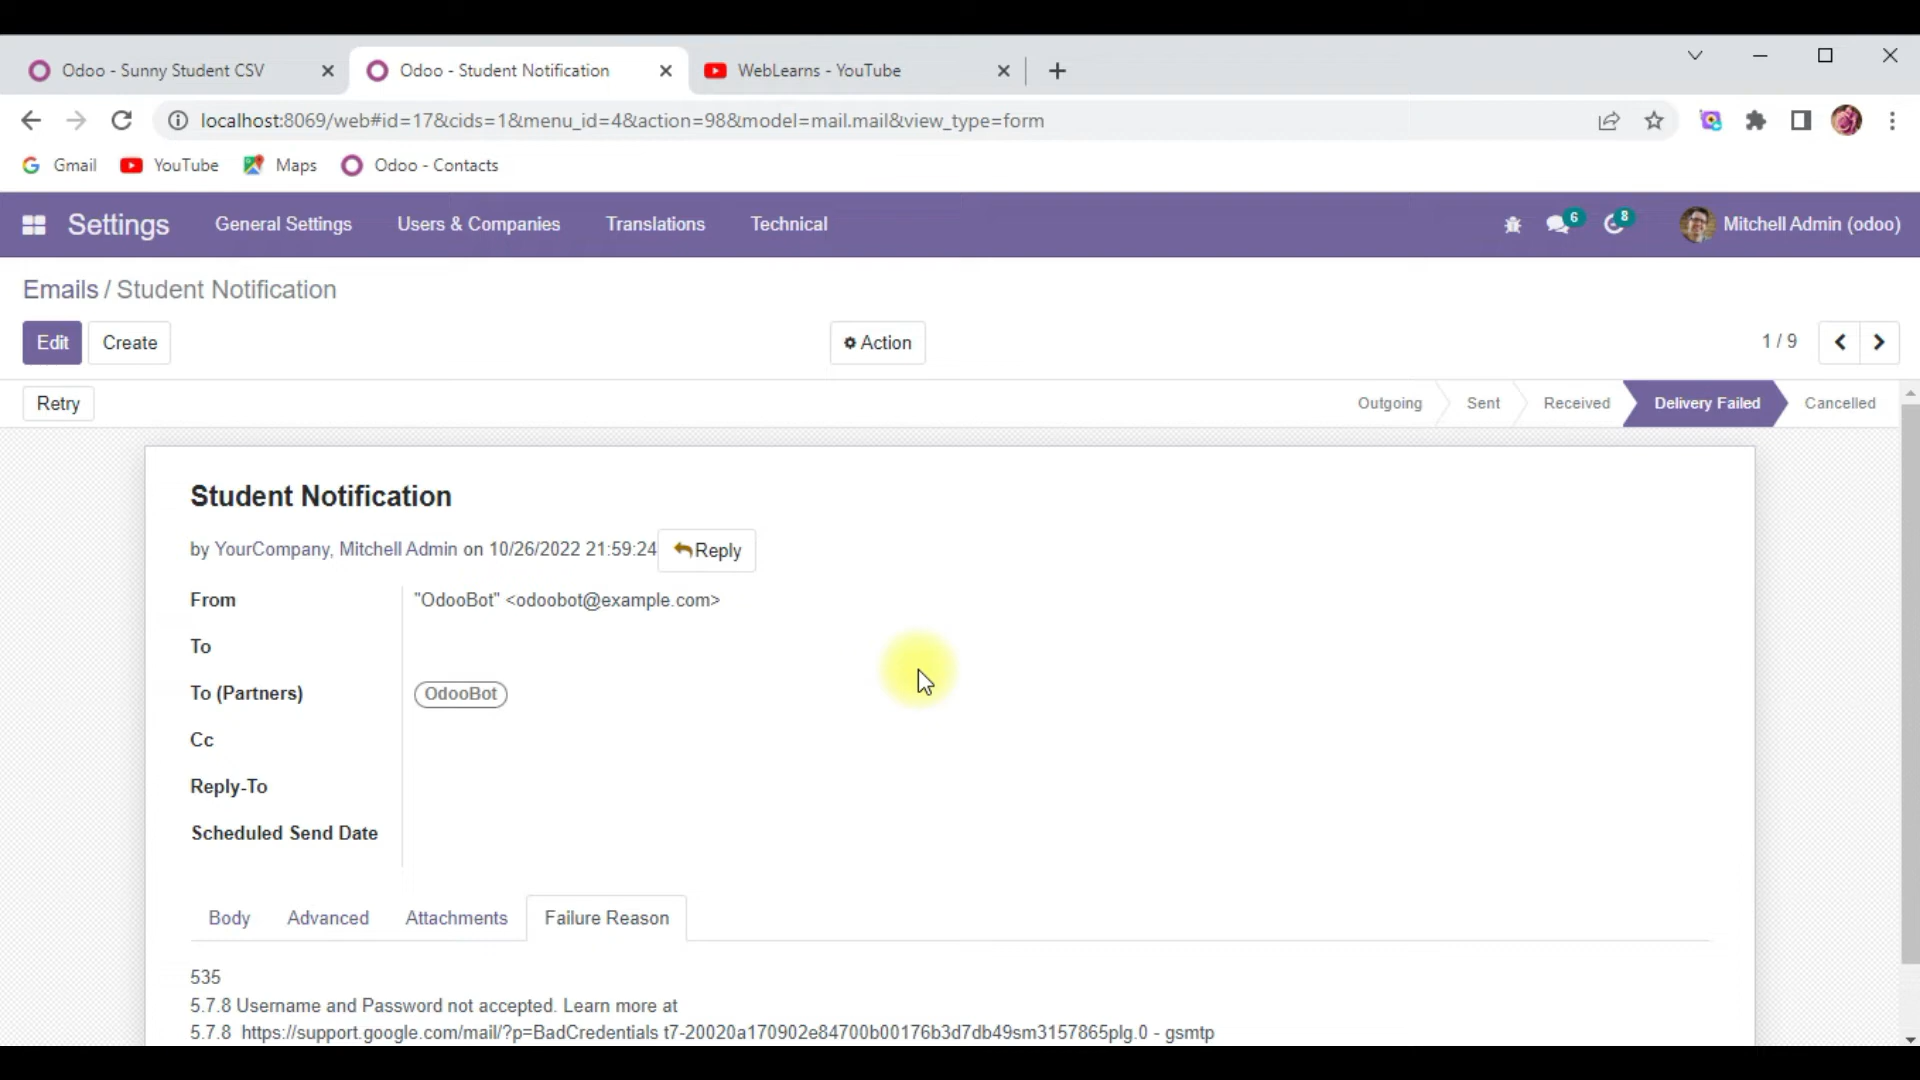 Odoo - Sunny Student CSV
Odoo - Student Notification
WebLearns - YouTube
localhost:8069/web#id=17&cids=1&menu_id=4&action=98&model=mail.mail&view_type=form
Gmail
YouTube
Maps
Odoo - Contacts
Settings
General Settings
Users & Companies
Translations
Technical
6
8
Mitchell Admin (odoo)
Emails / Student Notification
Edit
Create
Action
1 / 9
Retry
Outgoing
Sent
Received
Delivery Failed
Cancelled
Student Notification
by YourCompany, Mitchell Admin on 10/26/2022 21:59:24
Reply
From
"OdooBot" <odoobot@example.com>
To
To (Partners)
OdooBot
Cc
Reply-To
Scheduled Send Date
Body
Advanced
Attachments
Failure Reason
535
5.7.8 Username and Password not accepted. Learn more at
5.7.8 https://support.google.com/mail/?p=BadCredentials t7-20020a170902e84700b00176b3d7db49sm3157865plg.0 - gsmtp